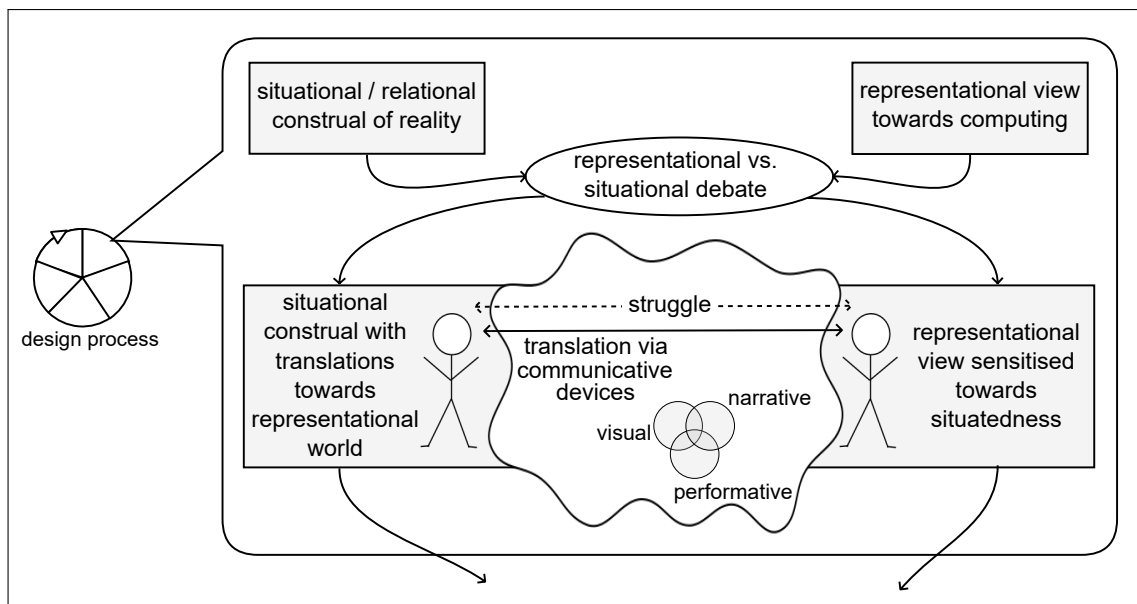 situational / relational
construal of reality
representational view
towards computing
representational vs.
situational debate
design process
situational
construal with
translations
towards
representational
world
struggle
translation via
communicative
devices
narrative
visual
performative
representational
view sensitised
towards
situatedness